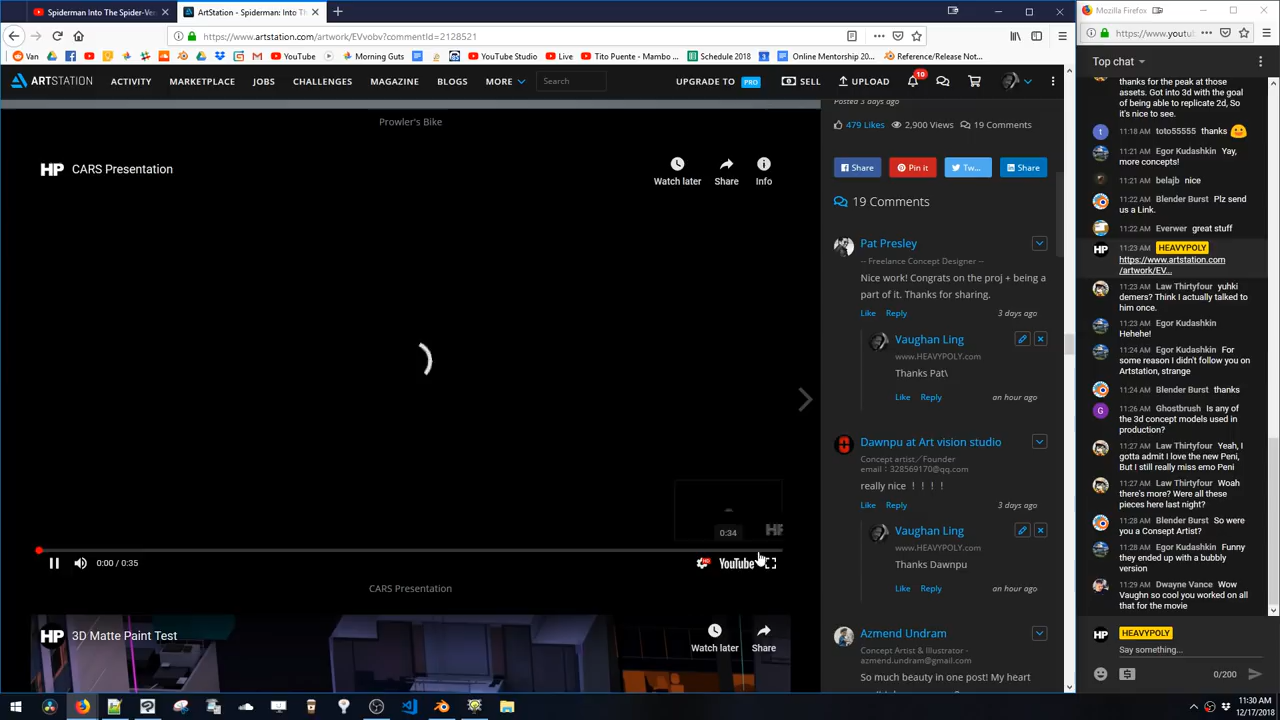 Spiderman Into The Spider-Ver
ArtStation - Spiderman: Into Th
https://www.artstation.com/artwork/EVvobv?commentId=2128521
Van
YouTube
Morning Guts
YouTube Studio
Live
Tito Puente - Mambo ...
Schedule 2018
Online Mentorship 20...
Reference/Release Not...
ARTSTATION
ACTIVITY
MARKETPLACE
JOBS
CHALLENGES
MAGAZINE
BLOGS
MORE
Search
UPGRADE TO
PRO
SELL
UPLOAD
10
Prowler's Bike
HP
CARS Presentation
Watch later
Share
Info
0:34
HP
0:00 / 0:35
HD
YouTube
CARS Presentation
HP
3D Matte Paint Test
Watch later
Share
Posted 3 days ago
479 Likes
2,900 Views
19 Comments
Share
Pin it
Tw...
Share
19 Comments
Pat Presley
-- Freelance Concept Designer --
Nice work! Congrats on the proj + being a
part of it. Thanks for sharing.
Like
Reply
3 days ago
Vaughan Ling
www.HEAVYPOLY.com
Thanks Pat\
Like
Reply
an hour ago
Dawnpu at Art vision studio
Concept artist／Founder
email：328569170@qq.com
really nice ！！！！
Like
Reply
3 days ago
Vaughan Ling
www.HEAVYPOLY.com
Thanks Dawnpu
Like
Reply
an hour ago
Azmend Undram
Concept Artist & Illustrator -
azmend.undram@gmail.com
So much beauty in one post! My heart
Mozilla Firefox
https://www.youtu
Top chat
thanks for the peak at those
assets. Got into 3d with the goal
of being able to replicate 2d, So
it's nice to see.
t
11:18 AM toto55555 thanks
11:21 AM Egor Kudashkin Yay,
more concepts!
11:21 AM belajb nice
11:22 AM Blender Burst Plz send
us a Link.
11:22 AM Everwer great stuff
HP
11:23 AM HEAVYPOLY
https://www.artstation.com
/artwork/EV...
11:23 AM Law Thirtyfour yuhki
demers? Think I actually talked to
him once.
11:23 AM Egor Kudashkin
Hehehe!
11:24 AM Egor Kudashkin For
some reason I didn't follow you on
Artstation, strange
11:24 AM Blender Burst thanks
G
11:26 AM Ghostbrush Is any of
the 3d concept models used in
production?
11:27 AM Law Thirtyfour Yeah, I
gotta admit I love the new Peni,
But I still really miss emo Peni
11:27 AM Law Thirtyfour Woah
there's more? Were all these
pieces here last night?
11:28 AM Blender Burst So were
you a Consept Artist?
11:28 AM Egor Kudashkin Funny
they ended up with a bubbly
version
11:29 AM Dwayne Vance Wow
Vaughn so cool you worked on all
that for the movie
HP
HEAVYPOLY
Say something...
0/200
11:30 AM
12/17/2018